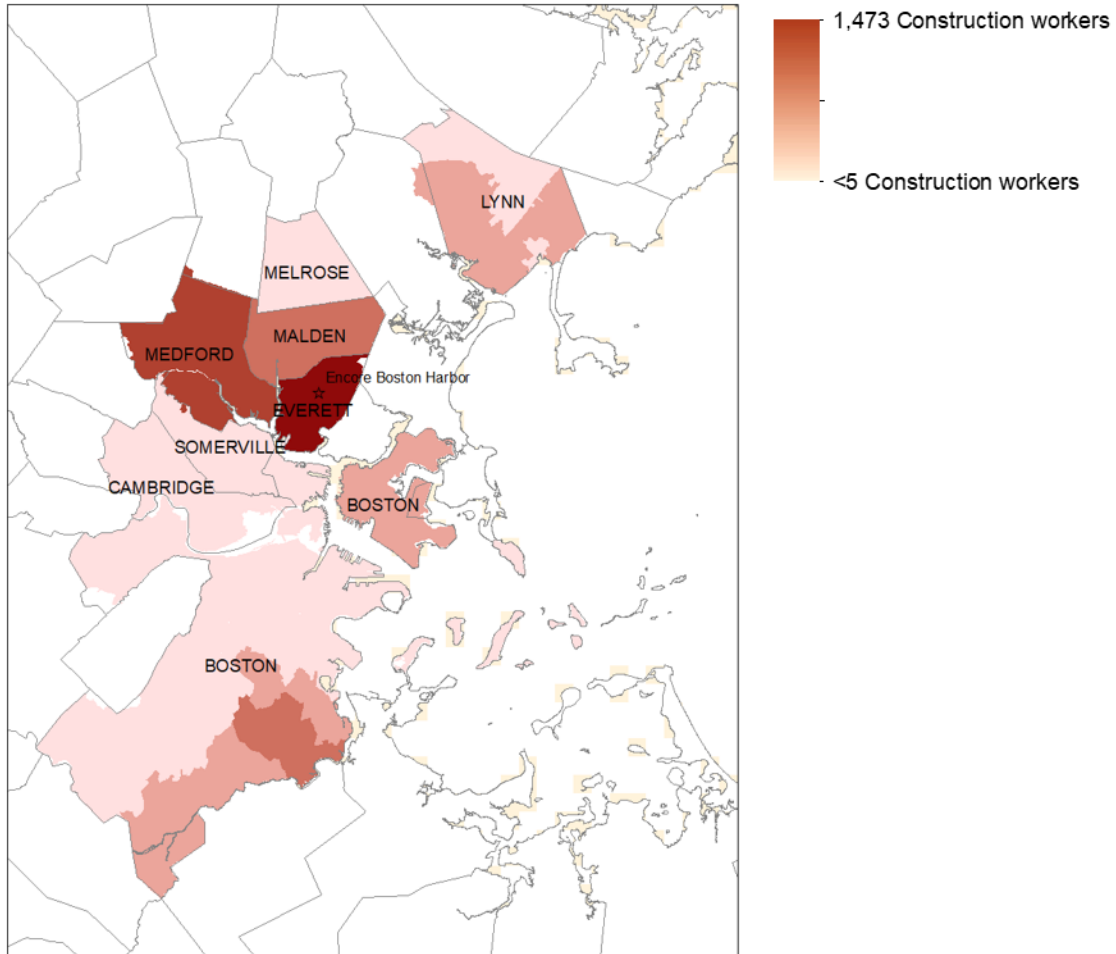 1,473 Construction workers
<5 Construction workers
LYNN
MELROSE
MALDEN
MEDFORD
Encore Boston Harbor
EVERETT
SOMERVILLE
CAMBRIDGE
BOSTON
BOSTON